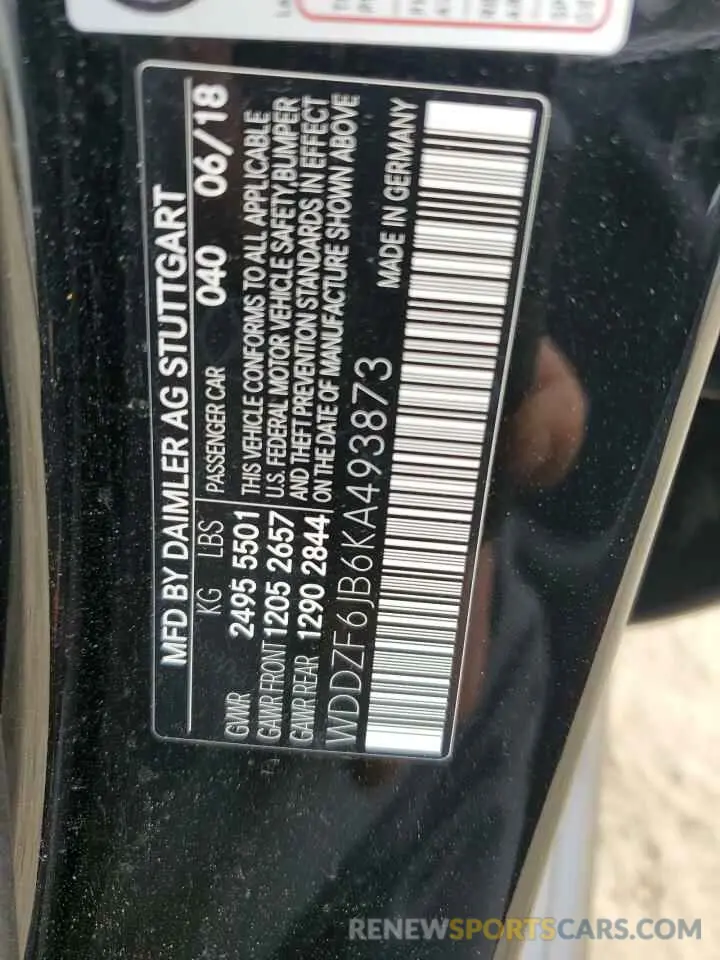 MFD BY DAIMLER AG STUTTGART
KG LBS PASSENGER CAR 040 06/18
GVWR 2495 5501 THIS VEHICLE CONFORMS TO ALL APPLICABLE
GAWR FRONT 1205 2657 U.S. FEDERAL MOTOR VEHICLE SAFETY, BUMPER
GAWR REAR 1290 2844 AND THEFT PREVENTION STANDARDS IN EFFECT
ON THE DATE OF MANUFACTURE SHOWN ABOVE
WDDZF6JB6KA493873 MADE IN GERMANY
RENEWSPORTSCARS.COM